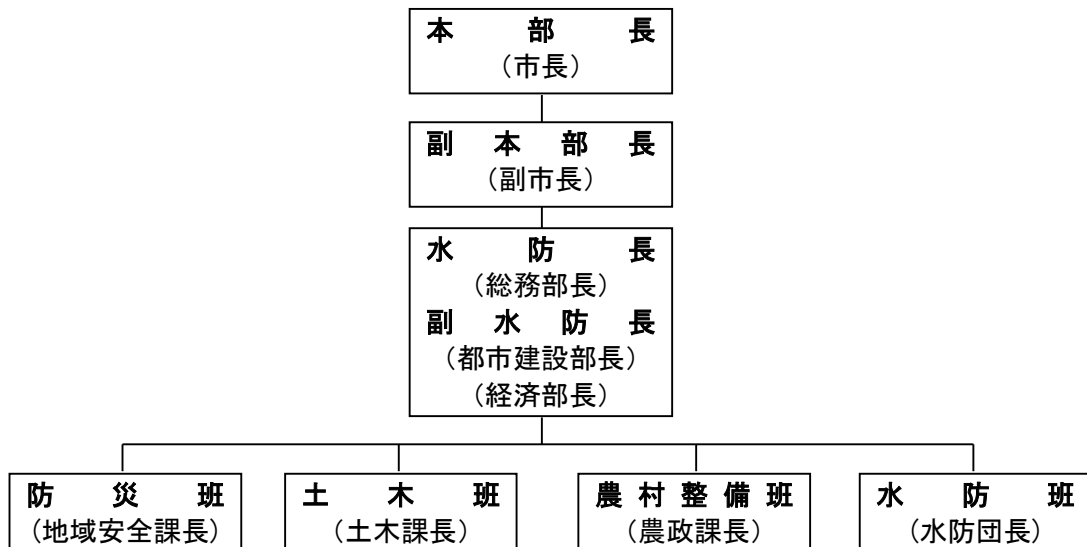 本部長
（市長）
副本部長
（副市長）
水防長
（総務部長）
副水防長
（都市建設部長）
（経済部長）
防災班
（地域安全課長）
土木班
（土木課長）
農村整備班
（農政課長）
水防班
（水防団長）